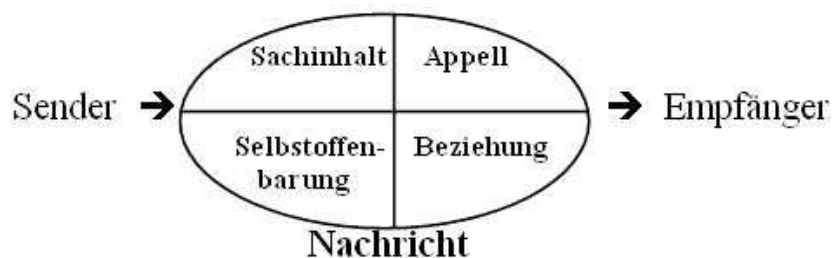 Sachinhalt Appell
Sender → → Empfänger
Selbstoffen- Beziehung
barung
Nachricht